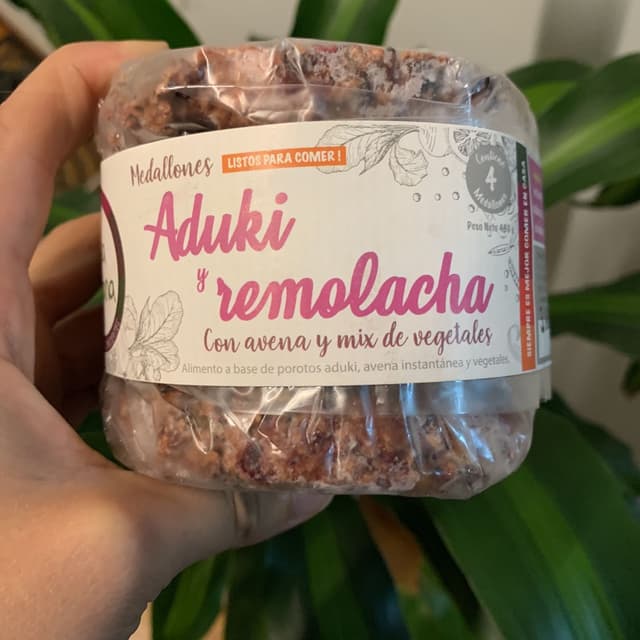 Medallones
LISTOS PARA COMER !
Aduki
y
remolacha
Con avena y mix de vegetales
Alimento a base de porotos aduki, avena instantánea y vegetales.
Contiene
4
Peso Neto
SIEMPRE ES MEJOR COMER EN CASA